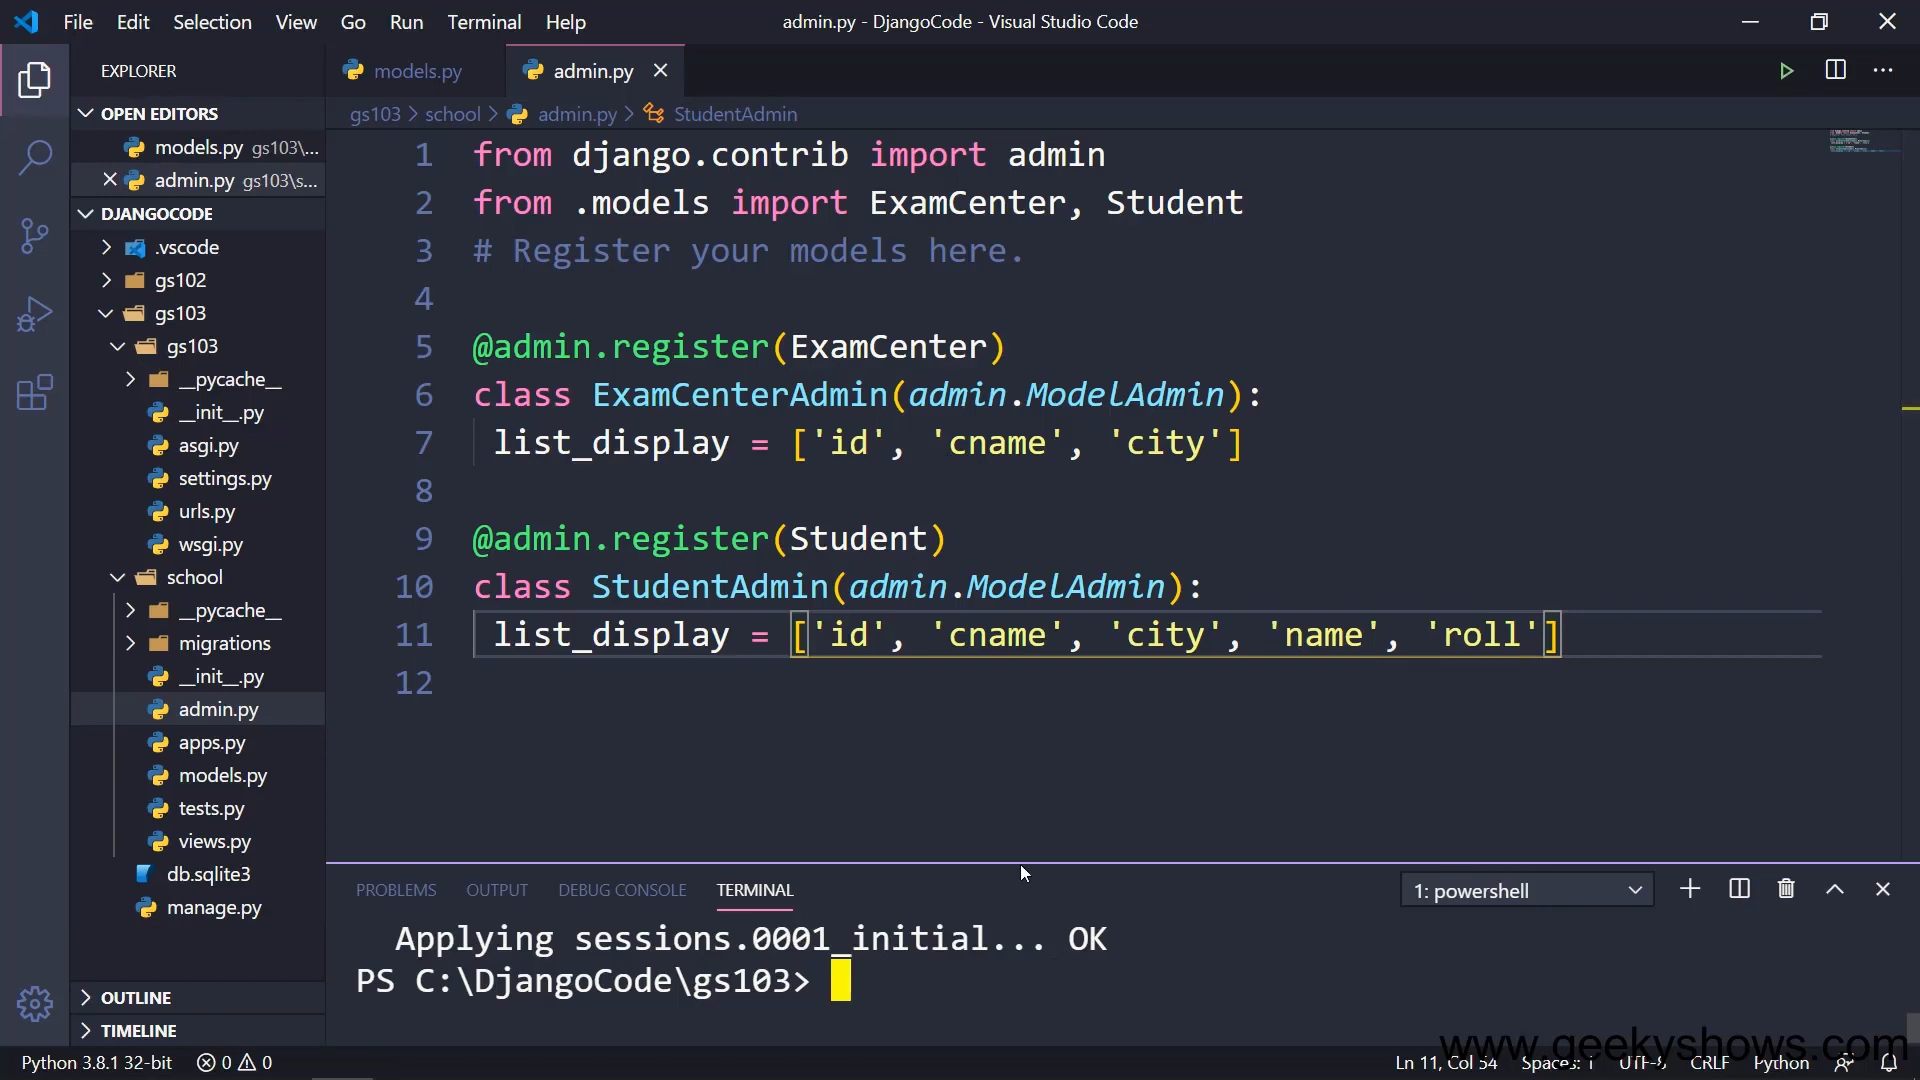 File Edit Selection View Go Run Terminal Help
admin.py - DjangoCode - Visual Studio Code
EXPLORER
OPEN EDITORS
models.py gs103\...
admin.py gs103\s...
DJANGOCODE
.vscode
gs102
gs103
gs103
__pycache__
__init__.py
asgi.py
settings.py
urls.py
wsgi.py
school
__pycache__
migrations
__init__.py
admin.py
apps.py
models.py
tests.py
views.py
db.sqlite3
manage.py
OUTLINE
TIMELINE
models.py
admin.py
gs103 > school > admin.py > StudentAdmin
1 from django.contrib import admin
2 from .models import ExamCenter, Student
3 # Register your models here.
4
5 @admin.register(ExamCenter)
6 class ExamCenterAdmin(admin.ModelAdmin):
7 list_display = ['id', 'cname', 'city']
8
9 @admin.register(Student)
10 class StudentAdmin(admin.ModelAdmin):
11 list_display = ['id', 'cname', 'city', 'name', 'roll']
12
PROBLEMS OUTPUT DEBUG CONSOLE TERMINAL
1: powershell
Applying sessions.0001_initial... OK
PS C:\DjangoCode\gs103>
www.geekyshows.com
Python 3.8.1 32-bit 0 0
Ln 11, Col 54 Spaces: 1 UTF-8 CRLF Python